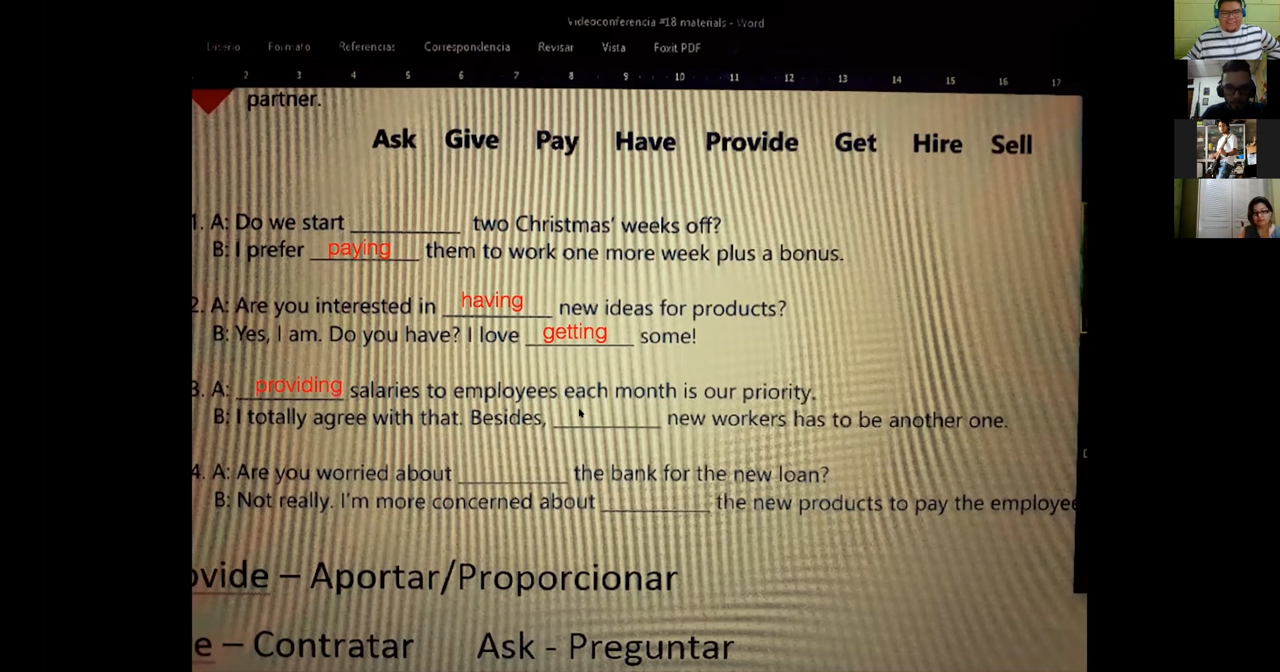 Videoconferencia #18 materials - Word
Formato Referencias Correspondencia Revisar Vista Foxit PDF
2 3 4 5 6 7 8 9 10 11 12 13 14 15 16 17
partner.
Ask Give Pay Have Provide Get Hire Sell
1. A: Do we start __________ two Christmas' weeks off?
B: I prefer paying them to work one more week plus a bonus.
2. A: Are you interested in having new ideas for products?
B: Yes, I am. Do you have? I love getting some!
3. A: providing salaries to employees each month is our priority.
B: I totally agree with that. Besides, __________ new workers has to be another one.
4. A: Are you worried about __________ the bank for the new loan?
B: Not really. I'm more concerned about __________ the new products to pay the employee
ovide – Aportar/Proporcionar
e – Contratar Ask - Preguntar